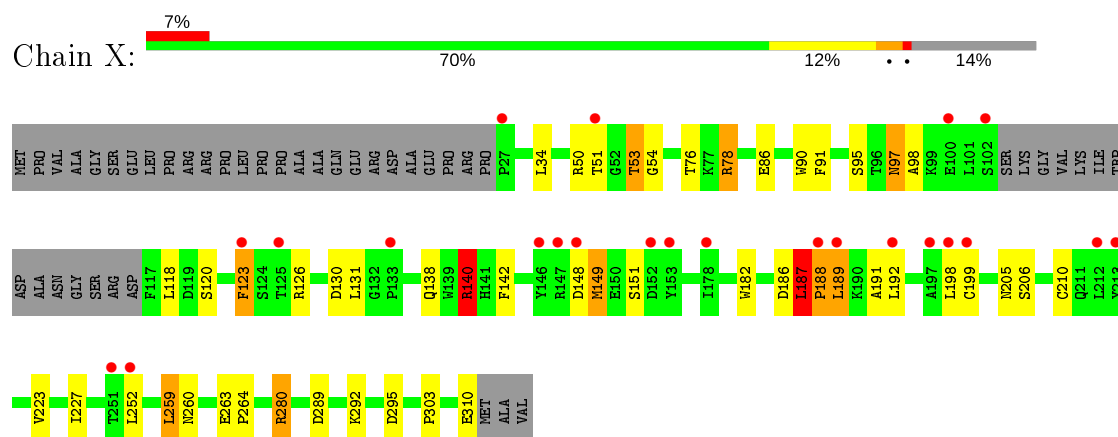 7%
Chain X:
70% 12% • • 14%
MET PRO VAL ALA GLY SER GLU LEU PRO ARG ARG PRO LEU PRO PRO ALA ALA GLN GLU ARG ASP ALA GLU PRO ARG PRO P27 L34 R50 T51 G52 T53 G54 T76 K77 R78 E86 W90 F91 S95 T96 N97 A98 K99 E100 L101 S102 SER LYS GLY VAL LYS ILE TRP
ASP ALA ASN GLY SER ARG ASP F117 L118 D119 S120 F123 S124 T125 R126 D130 L131 G132 P133 Q138 W139 R140 H141 F142 Y146 R147 D148 M149 E150 S151 D152 Y153 I178 W182 D186 L187 P188 L189 K190 A191 L192 A197 L198 C199 N205 S206 C210 Q211 L212 Y213
V223 I227 T251 L252 L259 N260 E263 P264 R280 D289 K292 D295 P303 E310 MET ALA VAL